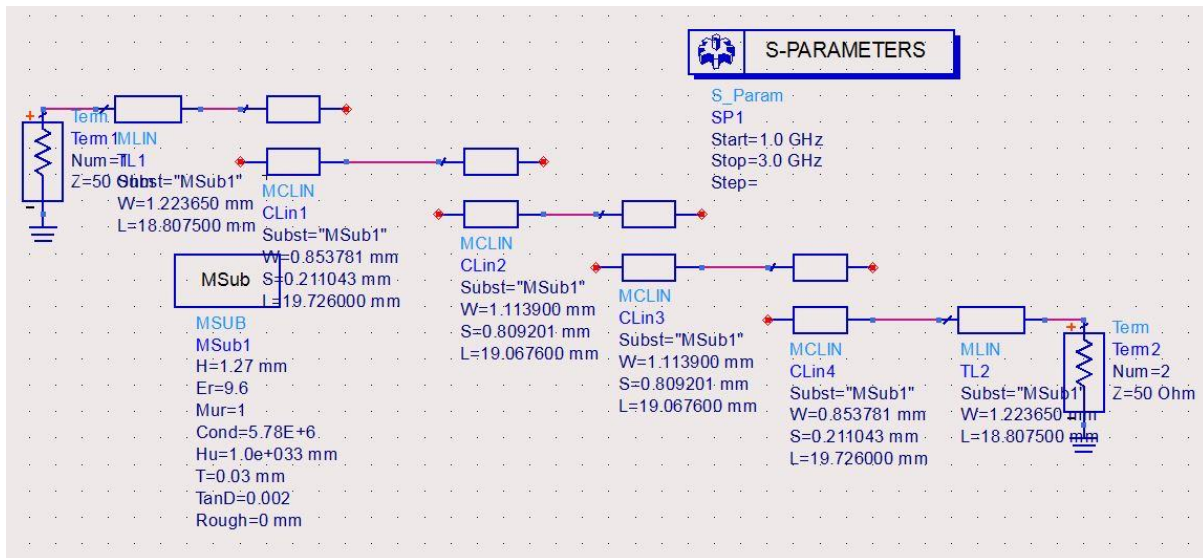 S-PARAMETERS
S_Param
SP1
Start=1.0 GHz
Stop=3.0 GHz
Step=
+
Term
Term1
Num=1
Z=50 Ohm
-
MLIN
TL1
Subst="MSub1"
W=1.223650 mm
L=18.807500 mm
MCLIN
CLin1
Subst="MSub1"
W=0.853781 mm
S=0.211043 mm
L=19.726000 mm
MCLIN
CLin2
Subst="MSub1"
W=1.113900 mm
S=0.809201 mm
L=19.067600 mm
MCLIN
CLin3
Subst="MSub1"
W=1.113900 mm
S=0.809201 mm
L=19.067600 mm
MCLIN
CLin4
Subst="MSub1"
W=0.853781 mm
S=0.211043 mm
L=19.726000 mm
MLIN
TL2
Subst="MSub1"
W=1.223650 mm
L=18.807500 mm
+
Term
Term2
Num=2
Z=50 Ohm
-
MSub
MSUB
MSub1
H=1.27 mm
Er=9.6
Mur=1
Cond=5.78E+6
Hu=1.0e+033 mm
T=0.03 mm
TanD=0.002
Rough=0 mm